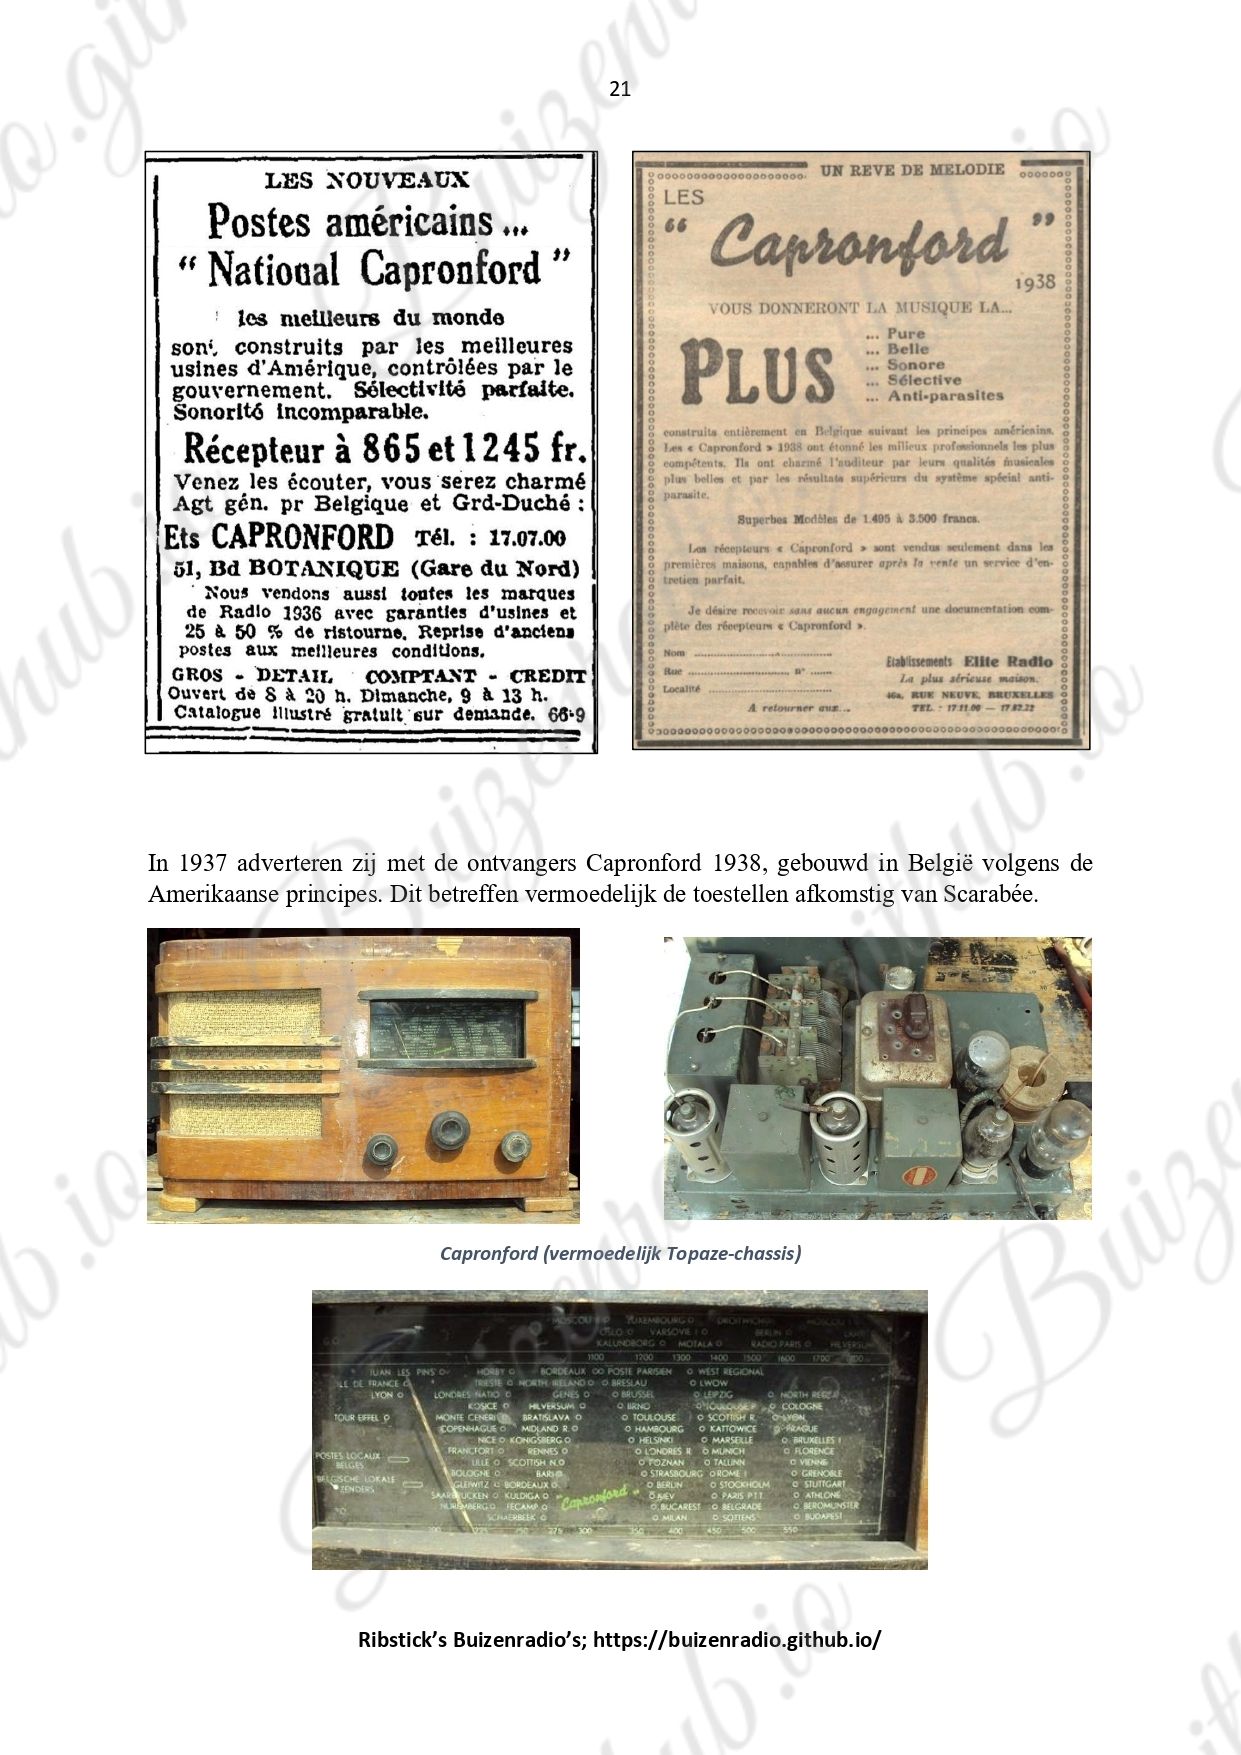 21
LES NOUVEAUX
Postes américains ...
“ National Capronford ”
les meilleurs du monde
sont construits par les meilleures
usines d'Amérique, contrôlées par le
gouvernement. Sélectivité parfaite.
Sonorité incomparable.
Récepteur à 865 et 1245 fr.
Venez les écouter, vous serez charmé
Agt gén. pr Belgique et Grd-Duché :
Ets CAPRONFORD Tél. : 17.07.00
51, Bd BOTANIQUE (Gare du Nord)
Nous vendons aussi toutes les marques
de Radio 1936 avec garanties d'usines et
25 à 50 % de ristourne. Reprise d'anciens
postes aux meilleures conditions.
GROS - DETAIL COMPTANT - CREDIT
Ouvert de 8 à 20 h. Dimanche, 9 à 13 h.
Catalogue illustré gratuit sur demande. 66-9
UN REVE DE MELODIE
LES
“ Capronford ”
1938
VOUS DONNERONT LA MUSIQUE LA...
PLUS
... Pure
... Belle
... Sonore
... Sélective
... Anti-parasites
construits entièrement en Belgique suivant les principes américains.
Les « Capronford » 1938 ont étonné les milieux professionnels les plus
compétents. Ils ont charmé l'auditeur par leurs qualités musicales
plus belles et par les résultats supérieurs du système spécial anti-
parasite.
Superbes Modèles de 1.495 à 3.500 francs.
Les récepteurs « Capronford » sont vendus seulement dans les
premières maisons, capables d'assurer après la vente un service d'en-
tretien parfait.
Je désire recevoir sans aucun engagement une documentation com-
plète des récepteurs « Capronford ».
Nom
Rue n°
Localité
A retourner aux...
Etablissements Elite Radio
La plus sérieuse maison.
46a, RUE NEUVE, BRUXELLES
TEL. : 17.11.00 — 17.82.22
In 1937 adverteren zij met de ontvangers Capronford 1938, gebouwd in België volgens de
Amerikaanse principes. Dit betreffen vermoedelijk de toestellen afkomstig van Scarabée.
Capronford (vermoedelijk Topaze-chassis)
MOSCOU LUXEMBOURG DROITWICH MOSCOU
OSLO VARSOVIE I BERLIN
KALUNDBORG MOTALA RADIO PARIS HILVERSUM
1100 1200 1300 1400 1500 1600 1700
JUAN LES PINS HORBY BORDEAUX POSTE PARISIEN WEST REGIONAL
ILE DE FRANCE TRIESTE NORTH IRELAND BRESLAU LWOW
LYON LONDRES NATIO GENES BRUSSEL LEIPZIG NORTH REG
KOSICE HILVERSUM BRNO TOULOUSE P. COLOGNE
TOUR EIFFEL MONTE CENERI BRATISLAVA TOULOUSE SCOTTISH R. LYON
COPENHAGUE MIDLAND R. HAMBOURG KATTOWICE PRAGUE
NICE KONIGSBERG HELSINKI MARSEILLE BRUXELLES I
FRANCFORT RENNES LONDRES R MUNICH FLORENCE
POSTES LOCAUX
BELGES
LILLE SCOTTISH N. POZNAN TALLINN VIENNE
BOLOGNE BARI STRASBOURG ROME I GRENOBLE
BELGISCHE LOKALE
ZENDERS
GLEIWITZ BORDEAUX BERLIN STOCKHOLM STUTTGART
SAARBRUCKEN KULDIGA "Capronford" KIEV PARIS P.T.T. ATHLONE
NUREMBERG FECAMP BUCAREST BELGRADE BEROMUNSTER
SCHAERBEEK MILAN SOTTENS BUDAPEST
200 225 250 275 300 350 400 450 500 550
Ribstick’s Buizenradio’s; https://buizenradio.github.io/